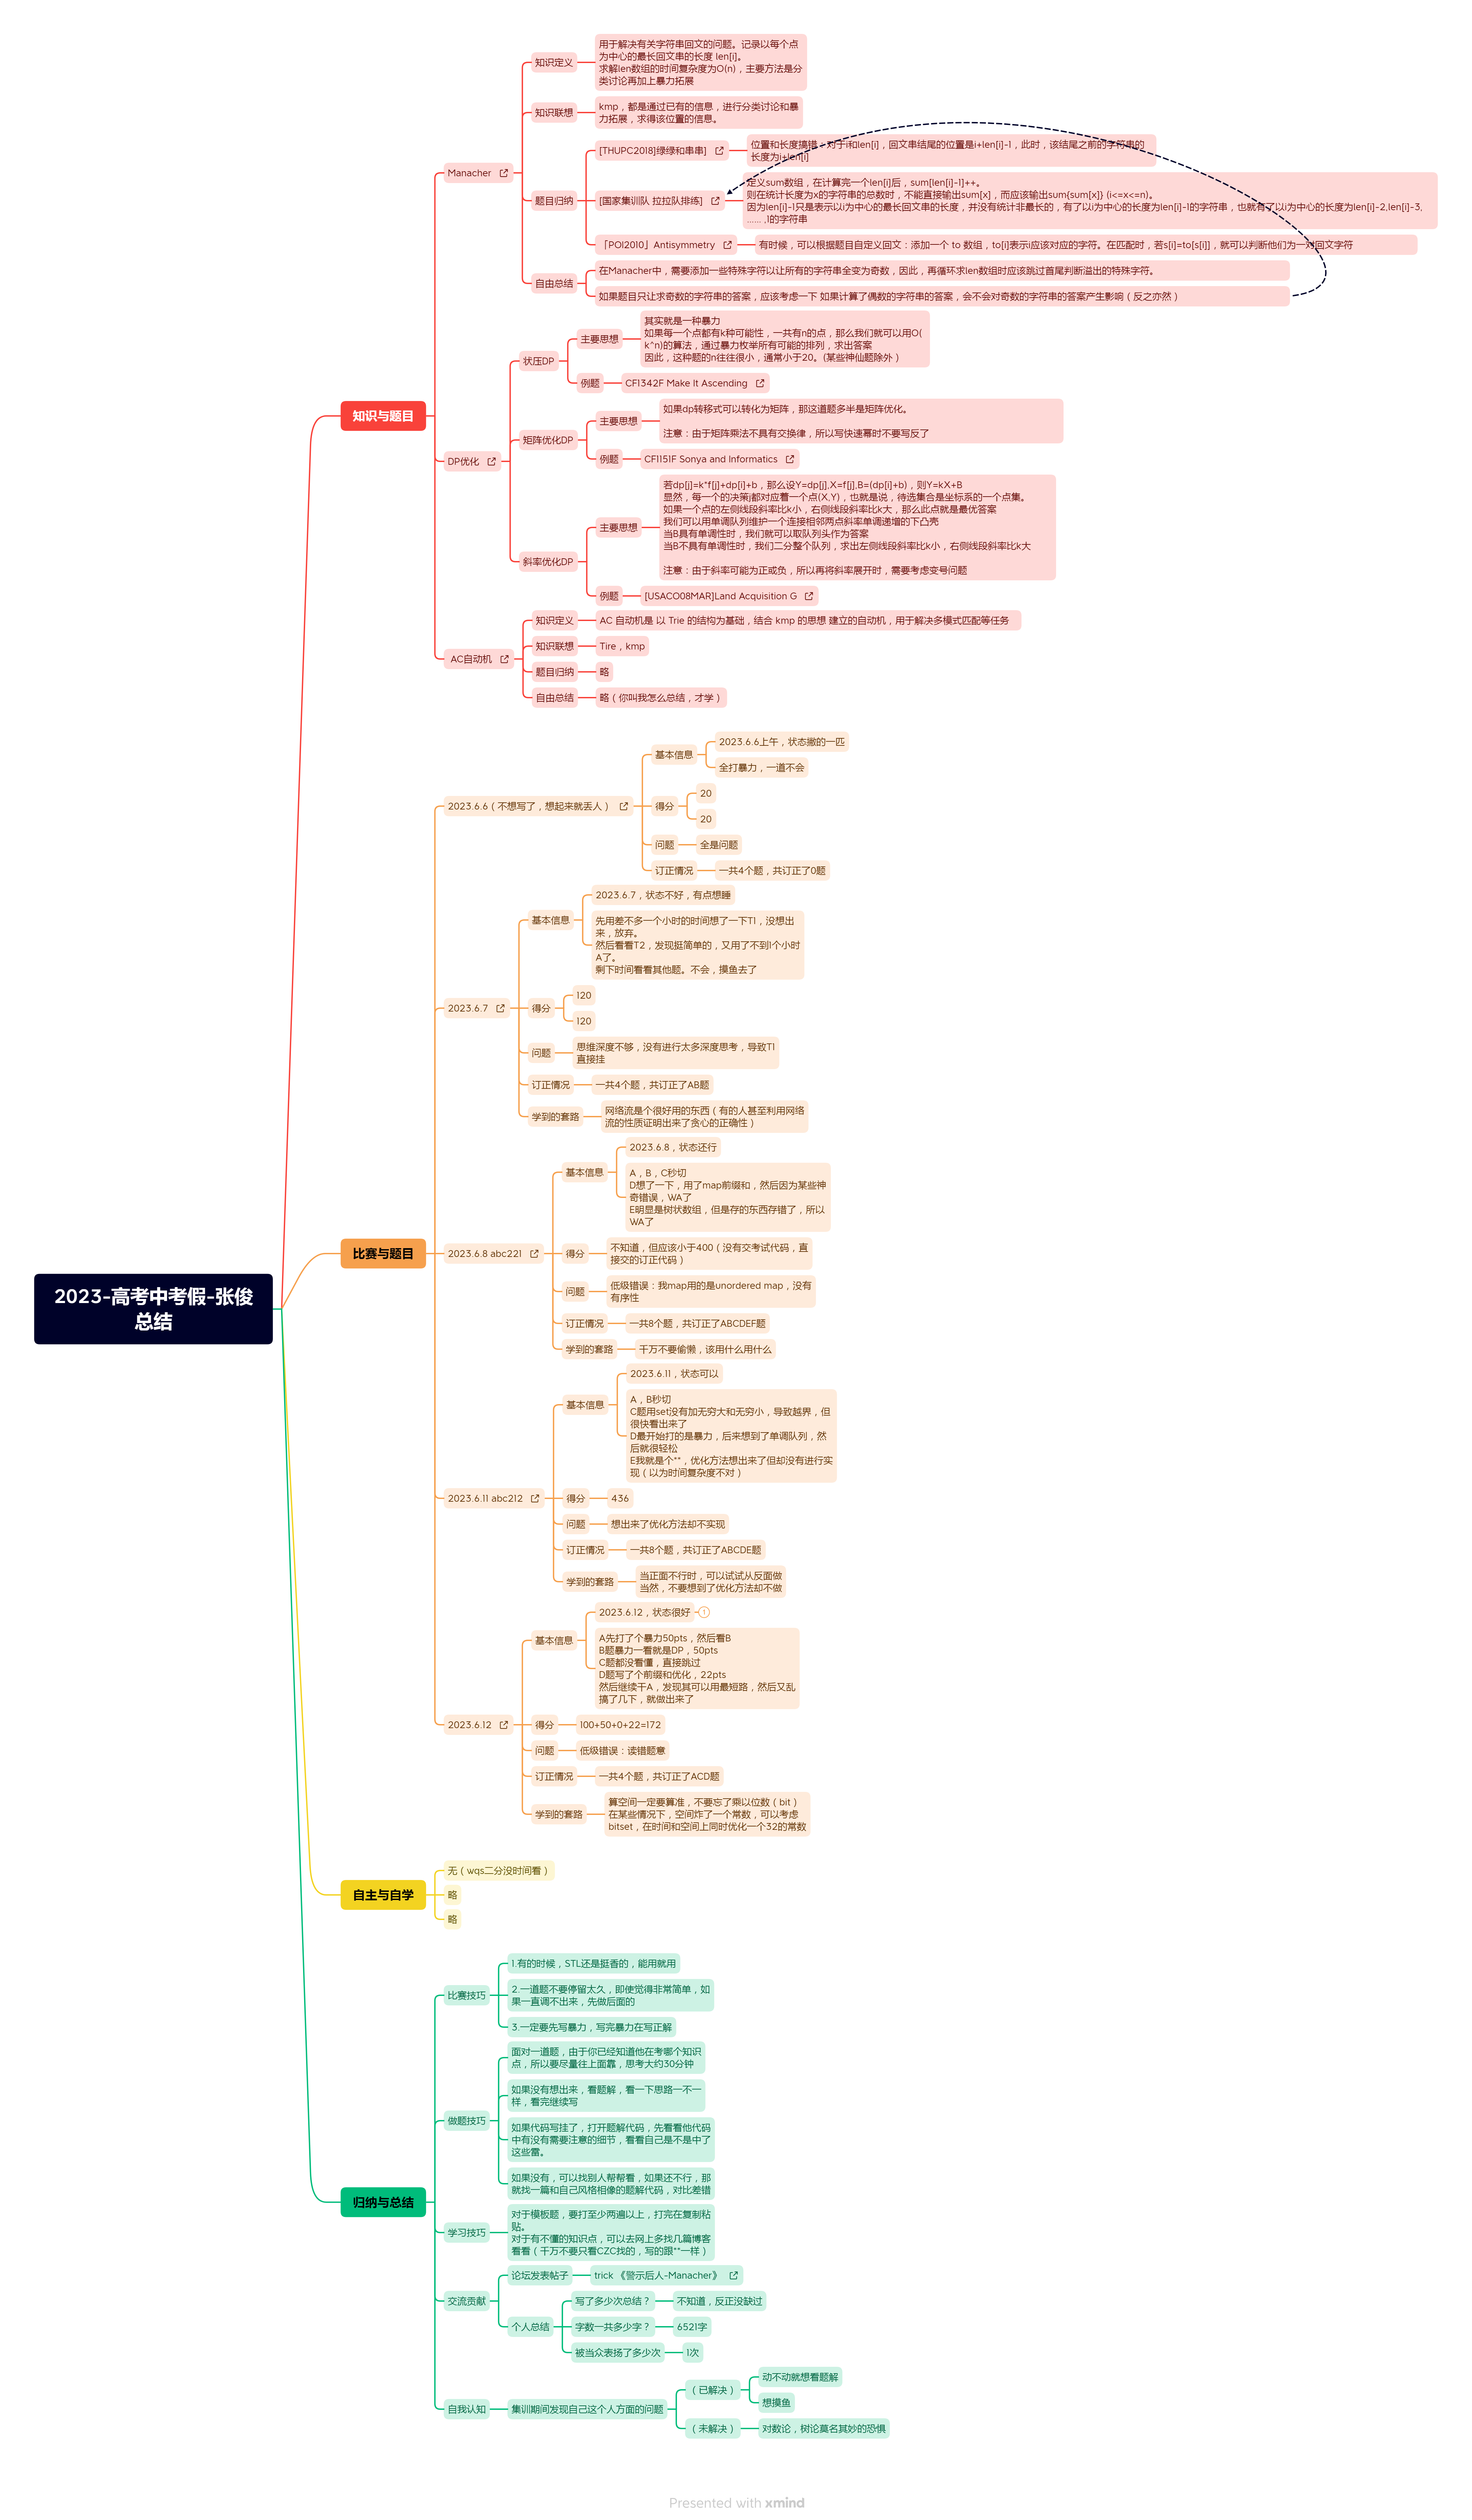 2023-高考中考假-张俊
总结
知识与题目
Manacher
知识定义
用于解决有关字符串回文的问题。记录以每个点
为中心的最长回文串的长度 len[i]。
求解len数组的时间复杂度为O(n)，主要方法是分
类讨论再加上暴力拓展
知识联想
kmp，都是通过已有的信息，进行分类讨论和暴
力拓展，求得该位置的信息。
题目归纳
[THUPC2018]绿绿和串串]
位置和长度搞错：对于i和len[i]，回文串结尾的位置是i+len[i]-1，此时，该结尾之前的字符串的
长度为i+len[i]
[国家集训队 拉拉队排练]
定义sum数组，在计算完一个len[i]后，sum[len[i]-1]++。
则在统计长度为x的字符串的总数时，不能直接输出sum[x]，而应该输出sum{sum[x]} (i<=x<=n)。
因为len[i]-1只是表示以i为中心的最长回文串的长度，并没有统计非最长的，有了以i为中心的长度为len[i]-1的字符串，也就有了以i为中心的长度为len[i]-2,len[i]-3,
...... ,1的字符串
「POI2010」Antisymmetry
有时候，可以根据题目自定义回文：添加一个 to 数组，to[i]表示i应该对应的字符。在匹配时，若s[i]=to[s[i]]，就可以判断他们为一对回文字符
自由总结
在Manacher中，需要添加一些特殊字符以让所有的字符串全变为奇数，因此，再循环求len数组时应该跳过首尾判断溢出的特殊字符。
如果题目只让求奇数的字符串的答案，应该考虑一下 如果计算了偶数的字符串的答案，会不会对奇数的字符串的答案产生影响（反之亦然）
DP优化
状压DP
主要思想
其实就是一种暴力
如果每一个点都有k种可能性，一共有n的点，那么我们就可以用O(
k^n)的算法，通过暴力枚举所有可能的排列，求出答案
因此，这种题的n往往很小，通常小于20。(某些神仙题除外）
例题
CF1342F Make It Ascending
矩阵优化DP
主要思想
如果dp转移式可以转化为矩阵，那这道题多半是矩阵优化。
注意：由于矩阵乘法不具有交换律，所以写快速幂时不要写反了
例题
CF1151F Sonya and Informatics
斜率优化DP
主要思想
若dp[j]=k*f[j]+dp[i]+b，那么设Y=dp[j],X=f[j],B=(dp[i]+b)，则Y=kX+B
显然，每一个的决策j都对应着一个点(X,Y)，也就是说，待选集合是坐标系的一个点集。
如果一个点的左侧线段斜率比k小，右侧线段斜率比k大，那么此点就是最优答案
我们可以用单调队列维护一个连接相邻两点斜率单调递增的下凸壳
当B具有单调性时，我们就可以取队列头作为答案
当B不具有单调性时，我们二分整个队列，求出左侧线段斜率比k小，右侧线段斜率比k大
注意：由于斜率可能为正或负，所以再将斜率展开时，需要考虑变号问题
例题
[USACO08MAR]Land Acquisition G
AC自动机
知识定义
AC 自动机是 以 Trie 的结构为基础，结合 kmp 的思想 建立的自动机，用于解决多模式匹配等任务
知识联想
Tire，kmp
题目归纳
略
自由总结
略（你叫我怎么总结，才学）
比赛与题目
2023.6.6（不想写了，想起来就丢人）
基本信息
2023.6.6上午，状态撇的一匹
全打暴力，一道不会
得分
20
20
问题
全是问题
订正情况
一共4个题，共订正了0题
2023.6.7
基本信息
2023.6.7，状态不好，有点想睡
先用差不多一个小时的时间想了一下T1，没想出
来，放弃。
然后看看T2，发现挺简单的，又用了不到1个小时
A了。
剩下时间看看其他题。不会，摸鱼去了
得分
120
120
问题
思维深度不够，没有进行太多深度思考，导致T1
直接挂
订正情况
一共4个题，共订正了AB题
学到的套路
网络流是个很好用的东西（有的人甚至利用网络
流的性质证明出来了贪心的正确性）
2023.6.8 abc221
基本信息
2023.6.8，状态还行
A，B，C秒切
D想了一下，用了map前缀和，然后因为某些神
奇错误，WA了
E明显是树状数组，但是存的东西存错了，所以
WA了
得分
不知道，但应该小于400（没有交考试代码，直
接交的订正代码）
问题
低级错误：我map用的是unordered map，没有
有序性
订正情况
一共8个题，共订正了ABCDEF题
学到的套路
千万不要偷懒，该用什么用什么
2023.6.11 abc212
基本信息
2023.6.11，状态可以
A，B秒切
C题用set没有加无穷大和无穷小，导致越界，但
很快看出来了
D最开始打的是暴力，后来想到了单调队列，然
后就很轻松
E我就是个**，优化方法想出来了但却没有进行实
现（以为时间复杂度不对）
得分
436
问题
想出来了优化方法却不实现
订正情况
一共8个题，共订正了ABCDE题
学到的套路
当正面不行时，可以试试从反面做
当然，不要想到了优化方法却不做
2023.6.12
基本信息
2023.6.12，状态很好
1
A先打了个暴力50pts，然后看B
B题暴力一看就是DP，50pts
C题都没看懂，直接跳过
D题写了个前缀和优化，22pts
然后继续干A，发现其可以用最短路，然后又乱
搞了几下，就做出来了
得分
100+50+0+22=172
问题
低级错误：读错题意
订正情况
一共4个题，共订正了ACD题
学到的套路
算空间一定要算准，不要忘了乘以位数（bit）
在某些情况下，空间炸了一个常数，可以考虑
bitset，在时间和空间上同时优化一个32的常数
自主与自学
无（wqs二分没时间看）
略
略
归纳与总结
比赛技巧
1.有的时候，STL还是挺香的，能用就用
2.一道题不要停留太久，即使觉得非常简单，如
果一直调不出来，先做后面的
3.一定要先写暴力，写完暴力在写正解
做题技巧
面对一道题，由于你已经知道他在考哪个知识
点，所以要尽量往上面靠，思考大约30分钟
如果没有想出来，看题解，看一下思路一不一
样，看完继续写
如果代码写挂了，打开题解代码，先看看他代码
中有没有需要注意的细节，看看自己是不是中了
这些雷。
如果没有，可以找别人帮帮看，如果还不行，那
就找一篇和自己风格相像的题解代码，对比差错
学习技巧
对于模板题，要打至少两遍以上，打完在复制粘
贴。
对于有不懂的知识点，可以去网上多找几篇博客
看看（千万不要只看CZC找的，写的跟**一样）
交流贡献
论坛发表帖子
trick 《警示后人-Manacher》
个人总结
写了多少次总结？
不知道，反正没缺过
字数一共多少字？
6521字
被当众表扬了多少次
1次
自我认知
集训期间发现自己这个人方面的问题
（已解决）
动不动就想看题解
想摸鱼
（未解决）
对数论，树论莫名其妙的恐惧
Presented with xmind